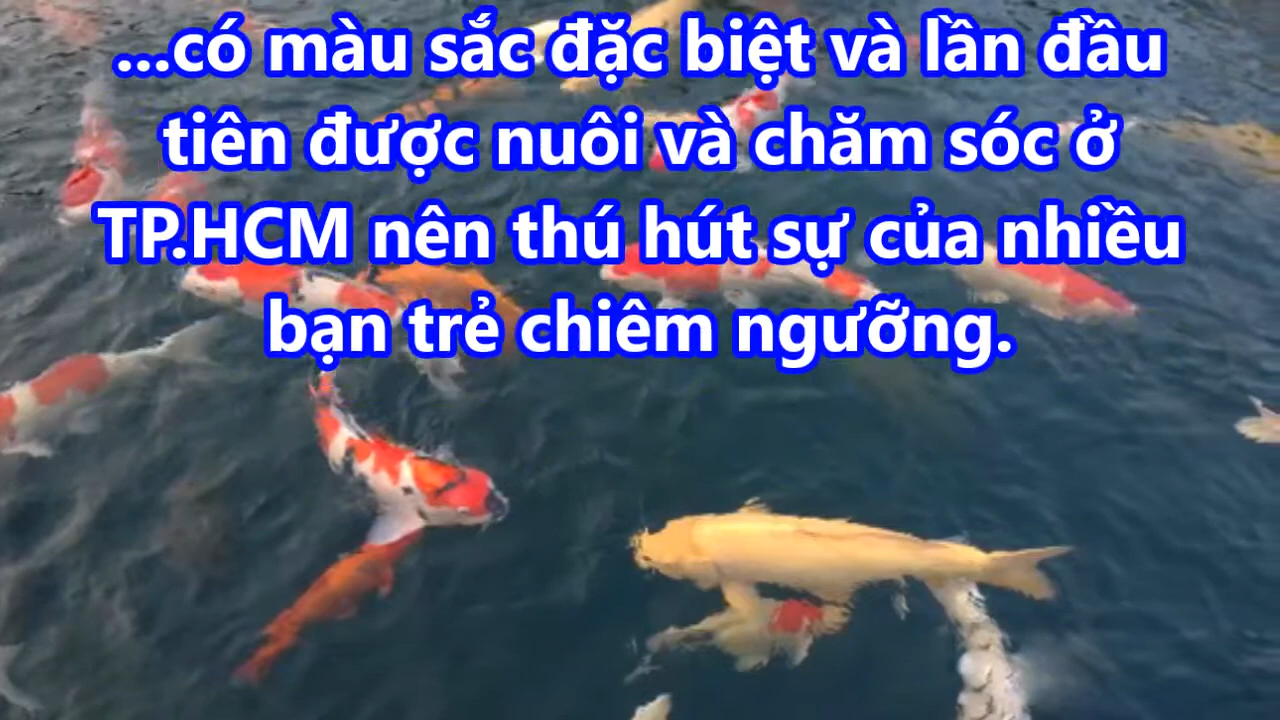 ...có màu sắc đặc biệt và lần đầu
tiên được nuôi và chăm sóc ở
TP.HCM nên thú hút sự của nhiều
bạn trẻ chiêm ngưỡng.